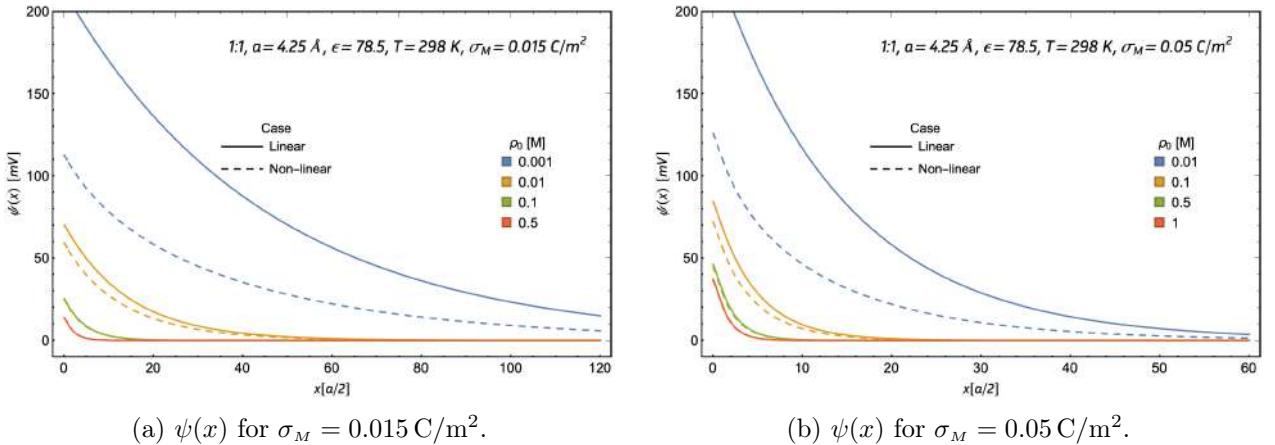 1:1, a = 4.25 Å, ϵ = 78.5, T = 298 K, σM = 0.015 C/m²
Case
Linear
Non-linear
ρ₀ [M]
0.001
0.01
0.1
0.5
ψ(x) [mV]
200
150
100
50
0
0 20 40 60 80 100 120
x[a/2]
(a) ψ(x) for σM = 0.015 C/m².
1:1, a = 4.25 Å, ϵ = 78.5, T = 298 K, σM = 0.05 C/m²
Case
Linear
Non-linear
ρ₀ [M]
0.01
0.1
0.5
1
ψ(x) [mV]
200
150
100
50
0
0 10 20 30 40 50 60
x[a/2]
(b) ψ(x) for σM = 0.05 C/m².